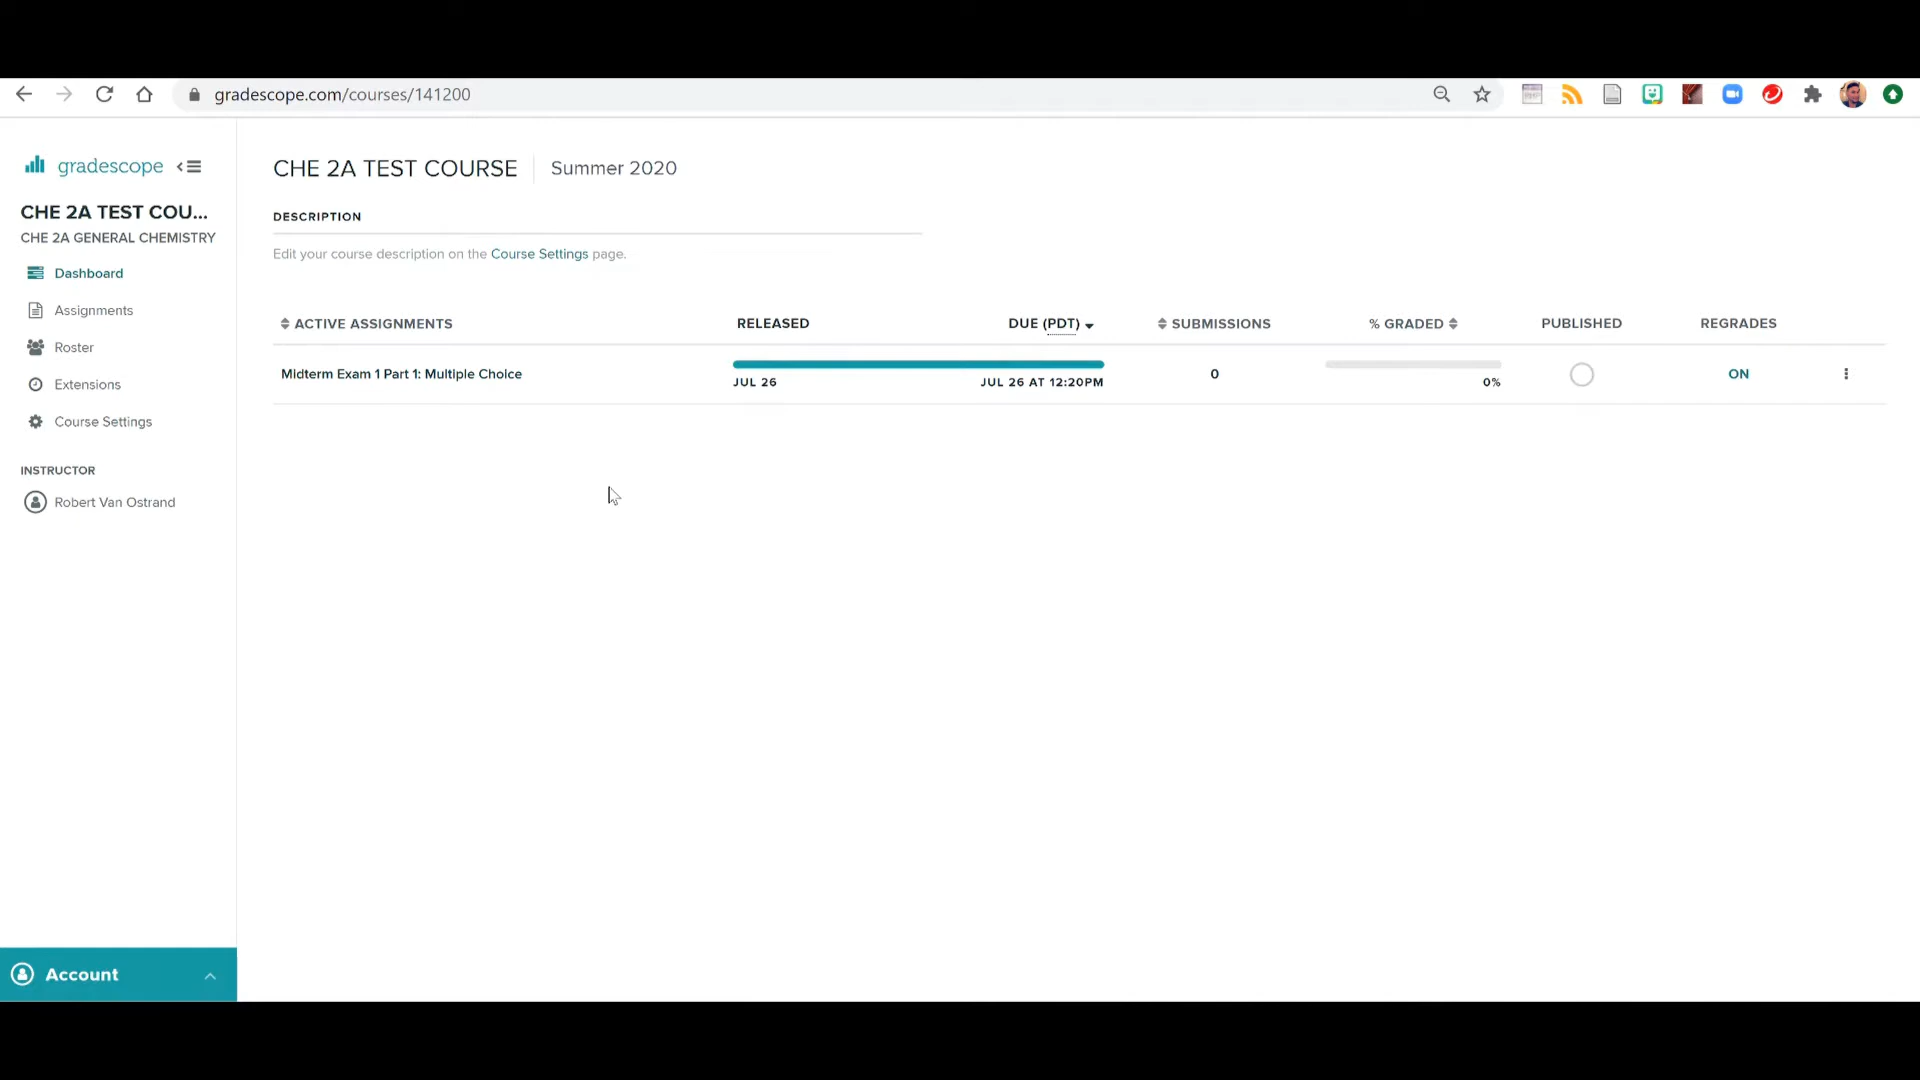 gradescope.com/courses/141200
gradescope
CHE 2A TEST COU...
CHE 2A GENERAL CHEMISTRY
Dashboard
Assignments
Roster
Extensions
Course Settings
INSTRUCTOR
Robert Van Ostrand
Account
CHE 2A TEST COURSE Summer 2020
DESCRIPTION
Edit your course description on the Course Settings page.
ACTIVE ASSIGNMENTS RELEASED DUE (PDT) SUBMISSIONS % GRADED PUBLISHED REGRADES
Midterm Exam 1 Part 1: Multiple Choice JUL 26 JUL 26 AT 12:20PM 0 0% ON